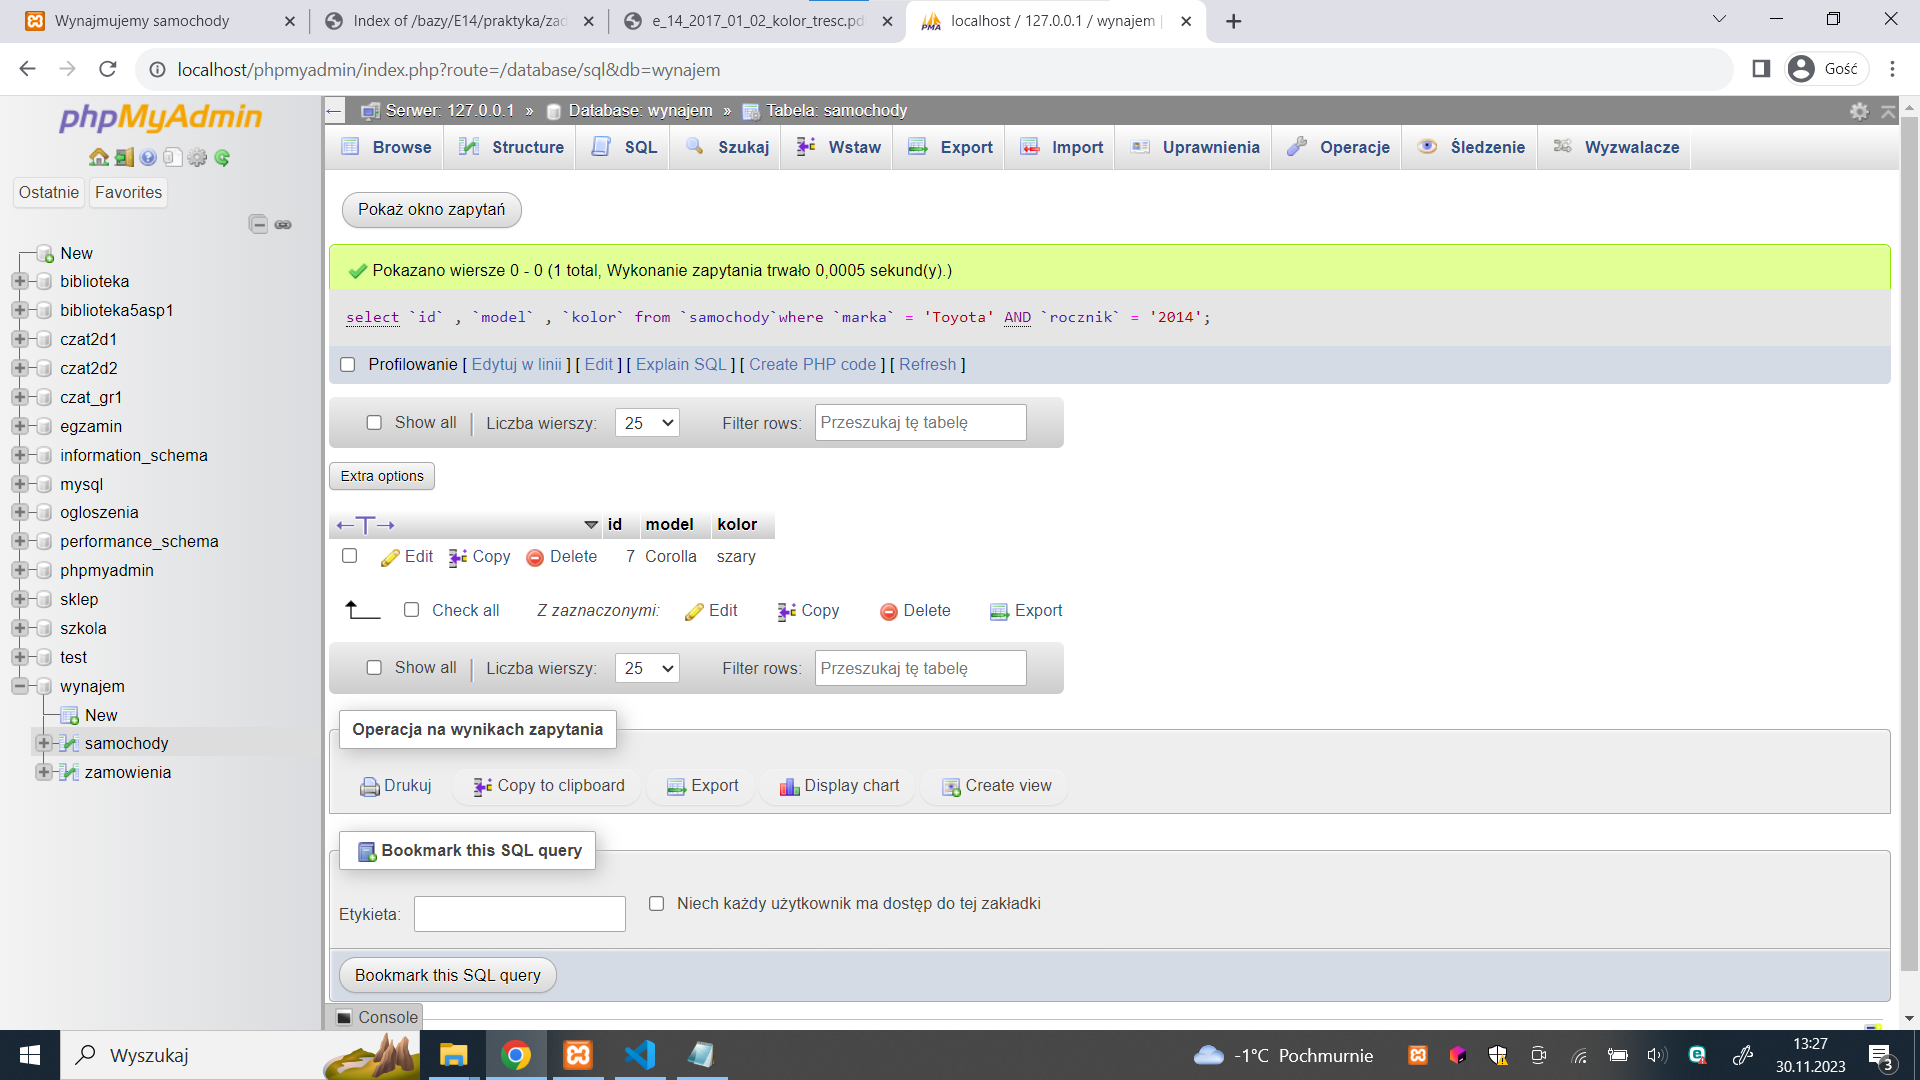 Wynajmujemy samochody
Index of /bazy/E14/praktyka/zad
e_14_2017_01_02_kolor_tresc.pd
localhost / 127.0.0.1 / wynajem |
localhost/phpmyadmin/index.php?route=/database/sql&db=wynajem
Gość
phpMyAdmin
Ostatnie
Favorites
New
biblioteka
biblioteka5asp1
czat2d1
czat2d2
czat_gr1
egzamin
information_schema
mysql
ogloszenia
performance_schema
phpmyadmin
sklep
szkola
test
wynajem
New
samochody
zamowienia
Serwer: 127.0.0.1 » Database: wynajem » Tabela: samochody
Browse Structure SQL Szukaj Wstaw Export Import Uprawnienia Operacje Śledzenie Wyzwalacze
Pokaż okno zapytań
Pokazano wiersze 0 - 0 (1 total, Wykonanie zapytania trwało 0,0005 sekund(y).)
select `id` , `model` , `kolor` from `samochody`where `marka` = 'Toyota' AND `rocznik` = '2014';
Profilowanie [ Edytuj w linii ] [ Edit ] [ Explain SQL ] [ Create PHP code ] [ Refresh ]
Show all | Liczba wierszy: 25 Filter rows: Przeszukaj tę tabelę
Extra options
←T→ id model kolor
Edit Copy Delete 7 Corolla szary
Check all Z zaznaczonymi: Edit Copy Delete Export
Show all | Liczba wierszy: 25 Filter rows: Przeszukaj tę tabelę
Operacja na wynikach zapytania
Drukuj Copy to clipboard Export Display chart Create view
Bookmark this SQL query
Etykieta: Niech każdy użytkownik ma dostęp do tej zakładki
Bookmark this SQL query
Console
Wyszukaj
-1°C Pochmurnie
13:27
30.11.2023
3